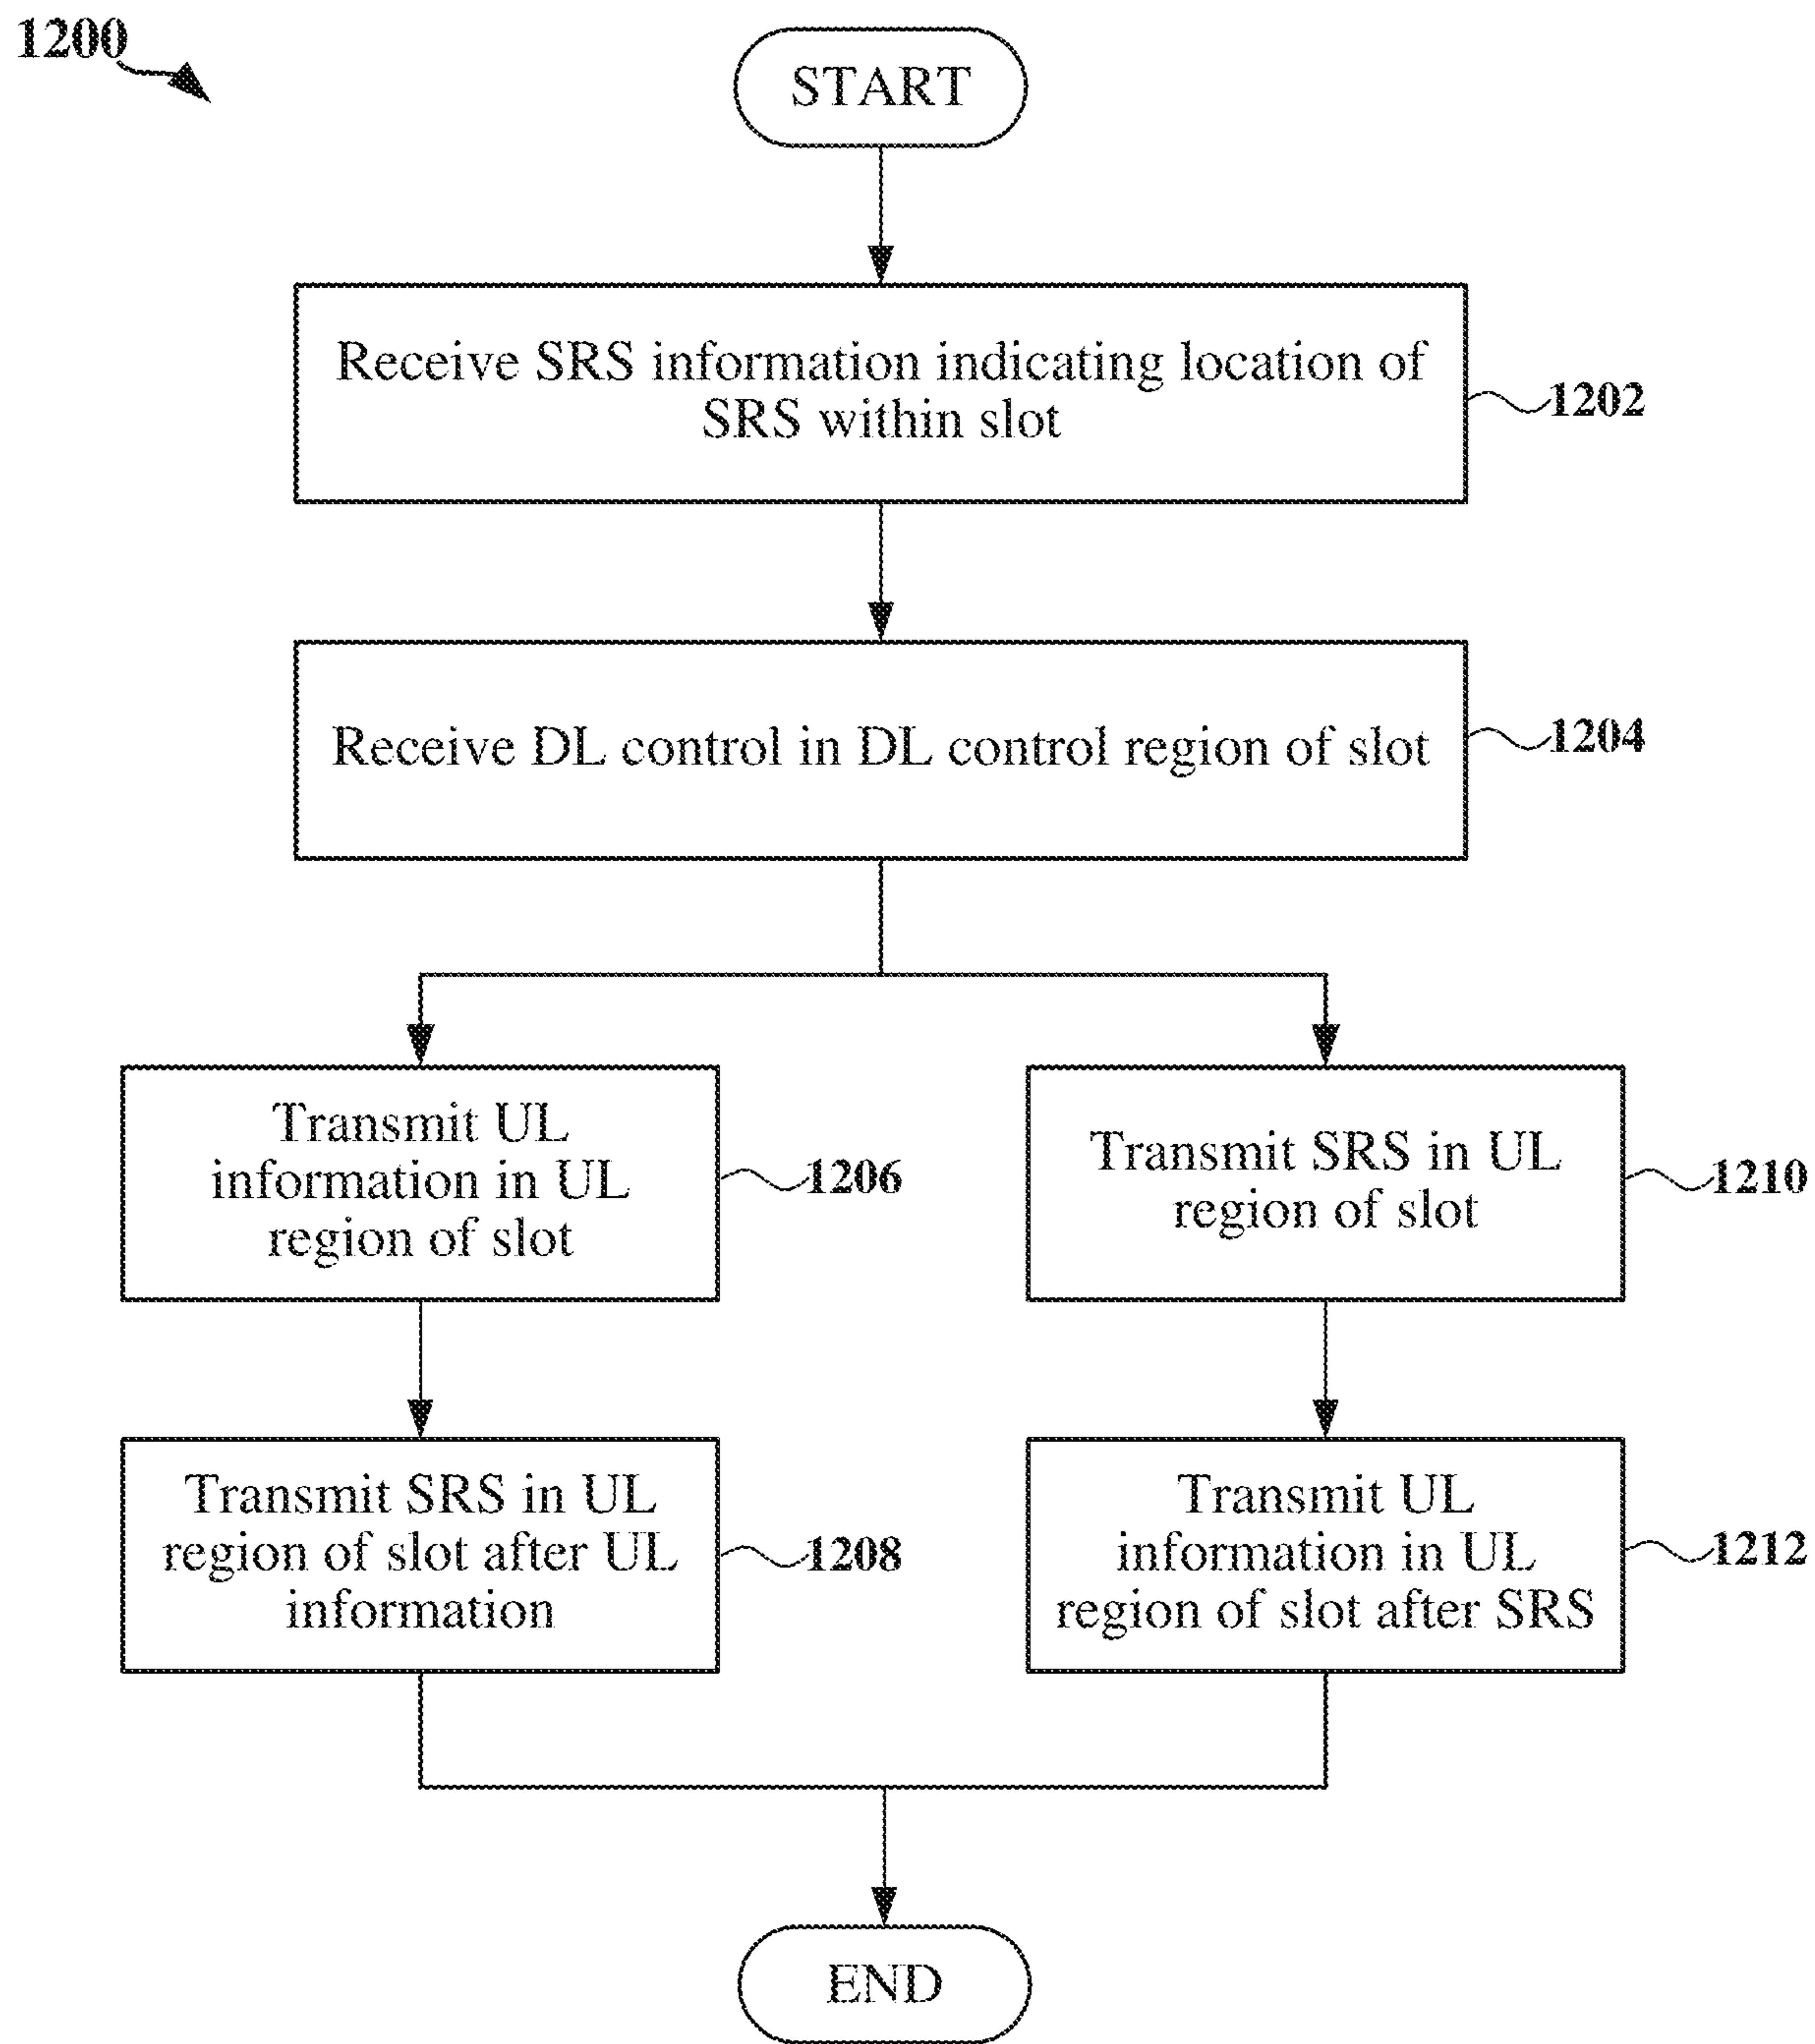 1200
START
Receive SRS information indicating location of
SRS within slot
1202
Receive DL control in DL control region of slot
1204
Transmit UL
information in UL
region of slot
1206
Transmit SRS in UL
region of slot
1210
Transmit SRS in UL
region of slot after UL
information
1208
Transmit UL
information in UL
region of slot after SRS
1212
END